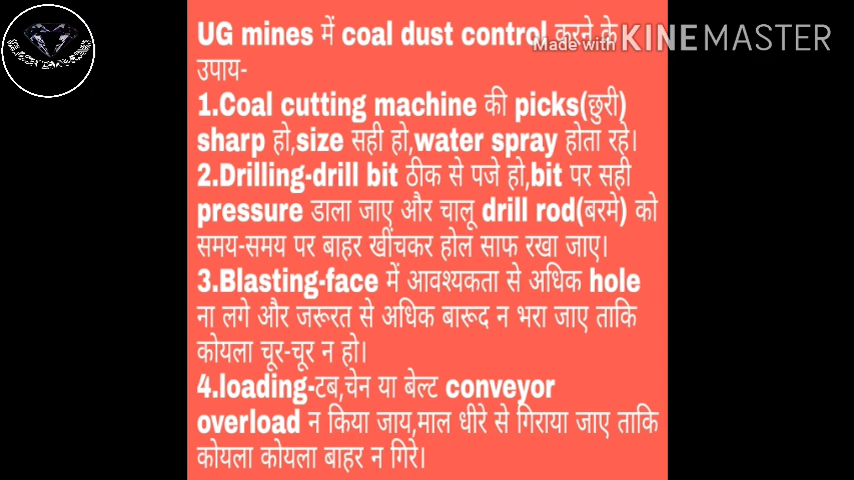 UG mines में coal dust control करने के
उपाय-
1.Coal cutting machine की picks(छुरी)
sharp हो,size सही हो,water spray होता रहे।
2.Drilling-drill bit ठीक से पजे हो,bit पर सही
pressure डाला जाए और चालू drill rod(बरमे) को
समय-समय पर बाहर खींचकर होल साफ रखा जाए।
3.Blasting-face में आवश्यकता से अधिक hole
ना लगे और जरूरत से अधिक बारूद न भरा जाए ताकि
कोयला चूर-चूर न हो।
4.loading-टब,चेन या बेल्ट conveyor
overload न किया जाय,माल धीरे से गिराया जाए ताकि
कोयला कोयला बाहर न गिरे।
Made with KINEMASTER